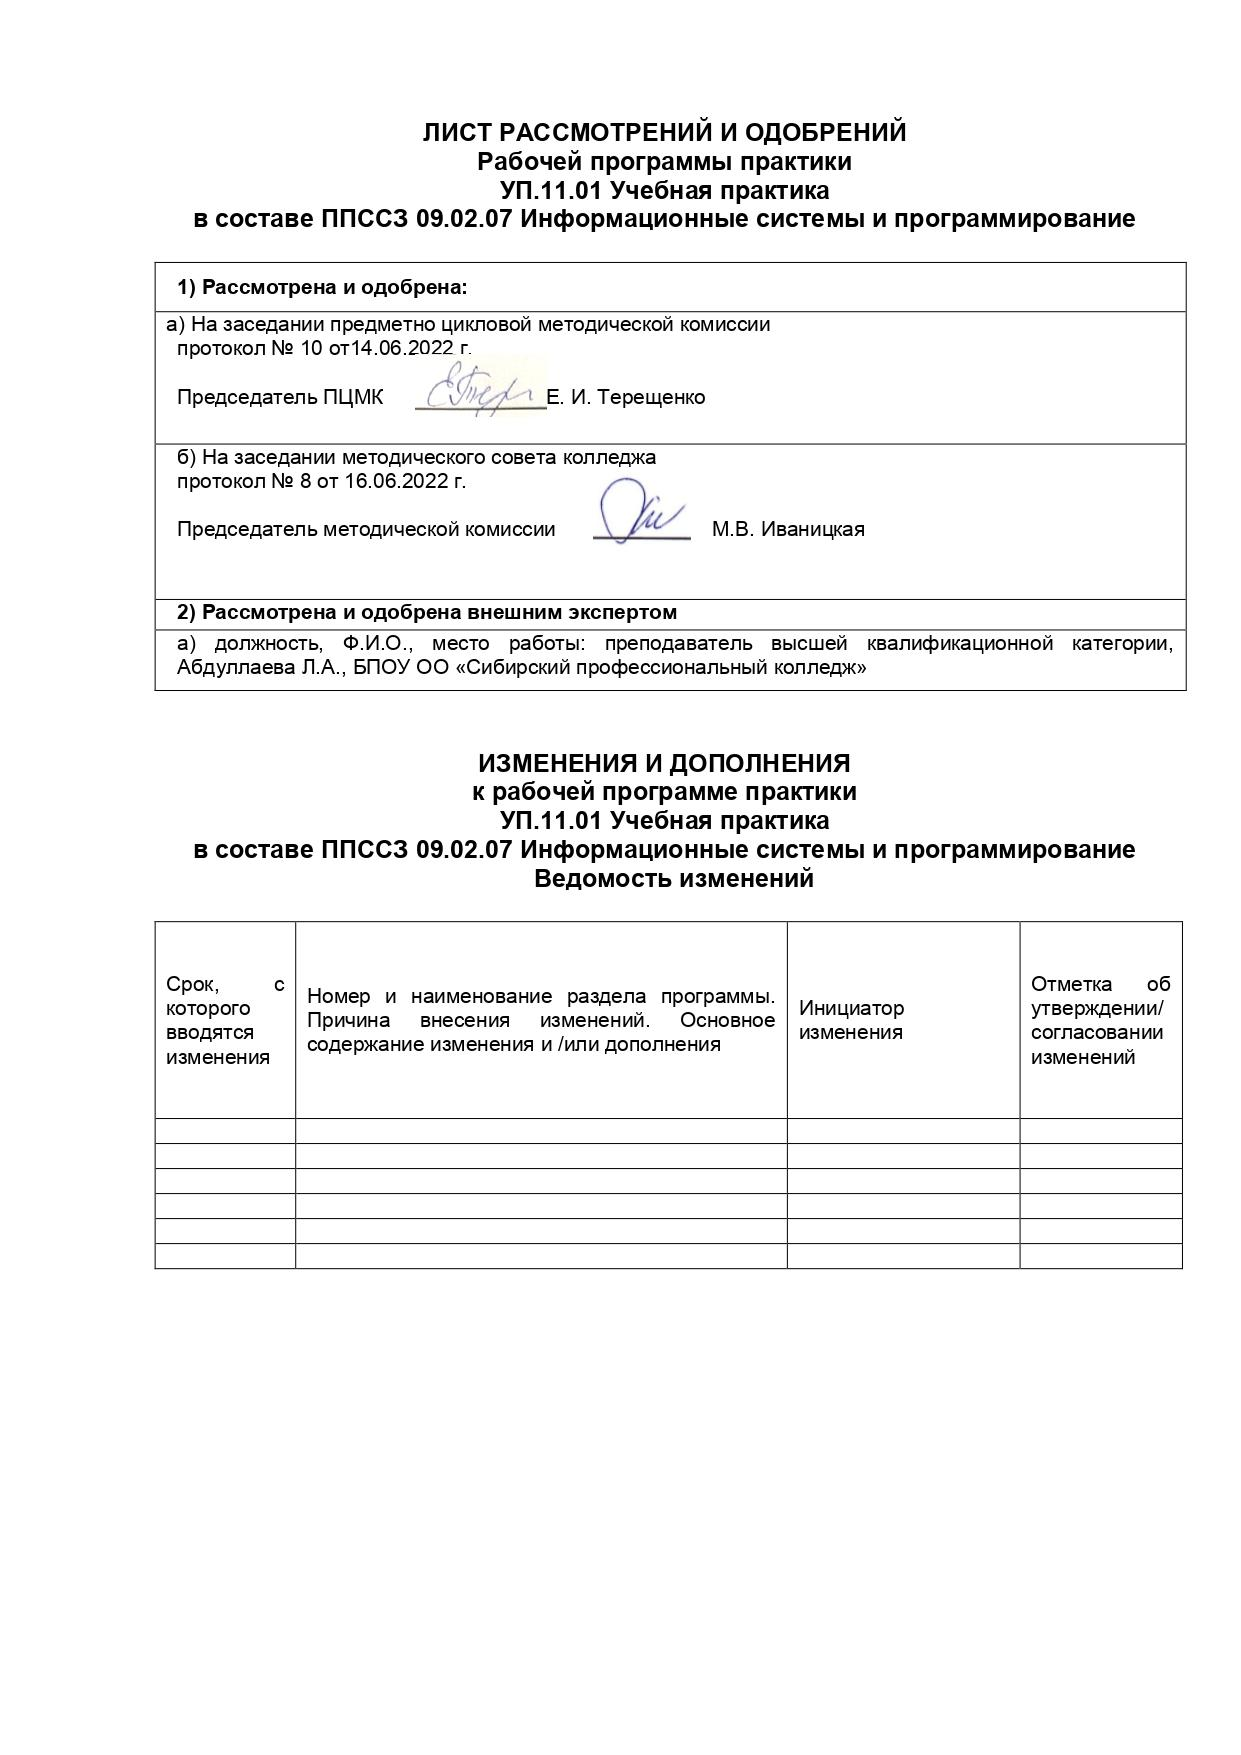 ЛИСТ РАССМОТРЕНИЙ И ОДОБРЕНИЙ
Рабочей программы практики
УП.11.01 Учебная практика
в составе ППССЗ 09.02.07 Информационные системы и программирование
1) Рассмотрена и одобрена:
а) На заседании предметно цикловой методической комиссии
протокол № 10 от14.06.2022 г.
Председатель ПЦМК Е. И. Терещенко
б) На заседании методического совета колледжа
протокол № 8 от 16.06.2022 г.
Председатель методической комиссии М.В. Иваницкая
2) Рассмотрена и одобрена внешним экспертом
а) должность, Ф.И.О., место работы: преподаватель высшей квалификационной категории,
Абдуллаева Л.А., БПОУ ОО «Сибирский профессиональный колледж»
ИЗМЕНЕНИЯ И ДОПОЛНЕНИЯ
к рабочей программе практики
УП.11.01 Учебная практика
в составе ППССЗ 09.02.07 Информационные системы и программирование
Ведомость изменений
Срок, с
которого
вводятся
изменения
Номер и наименование раздела программы.
Причина внесения изменений. Основное
содержание изменения и /или дополнения
Инициатор
изменения
Отметка об
утверждении/
согласовании
изменений